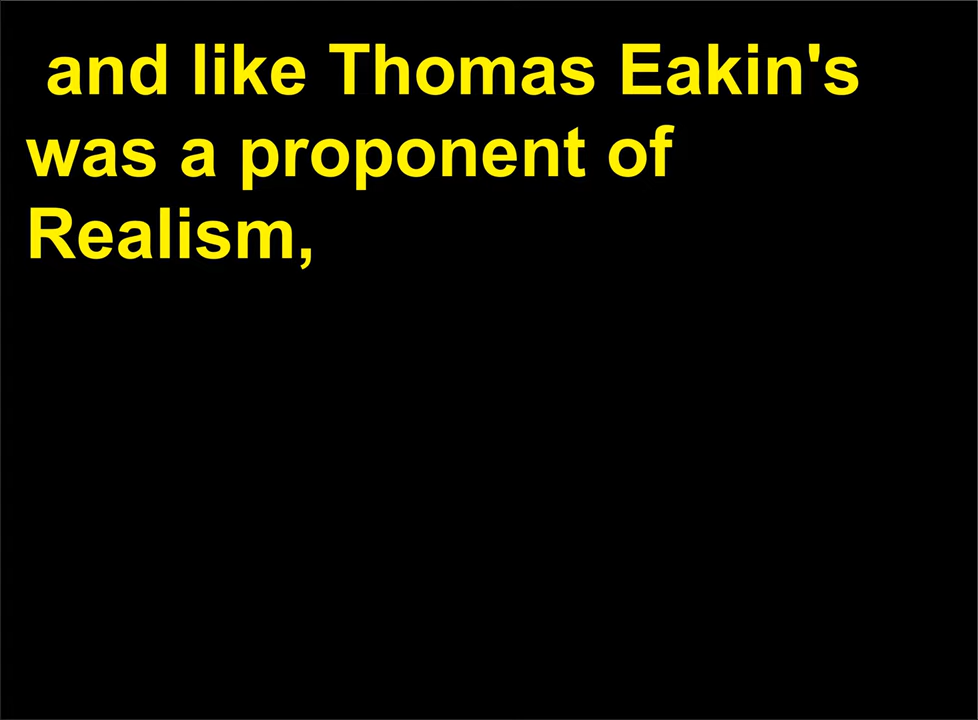 and like Thomas Eakin's
was a proponent of
Realism,